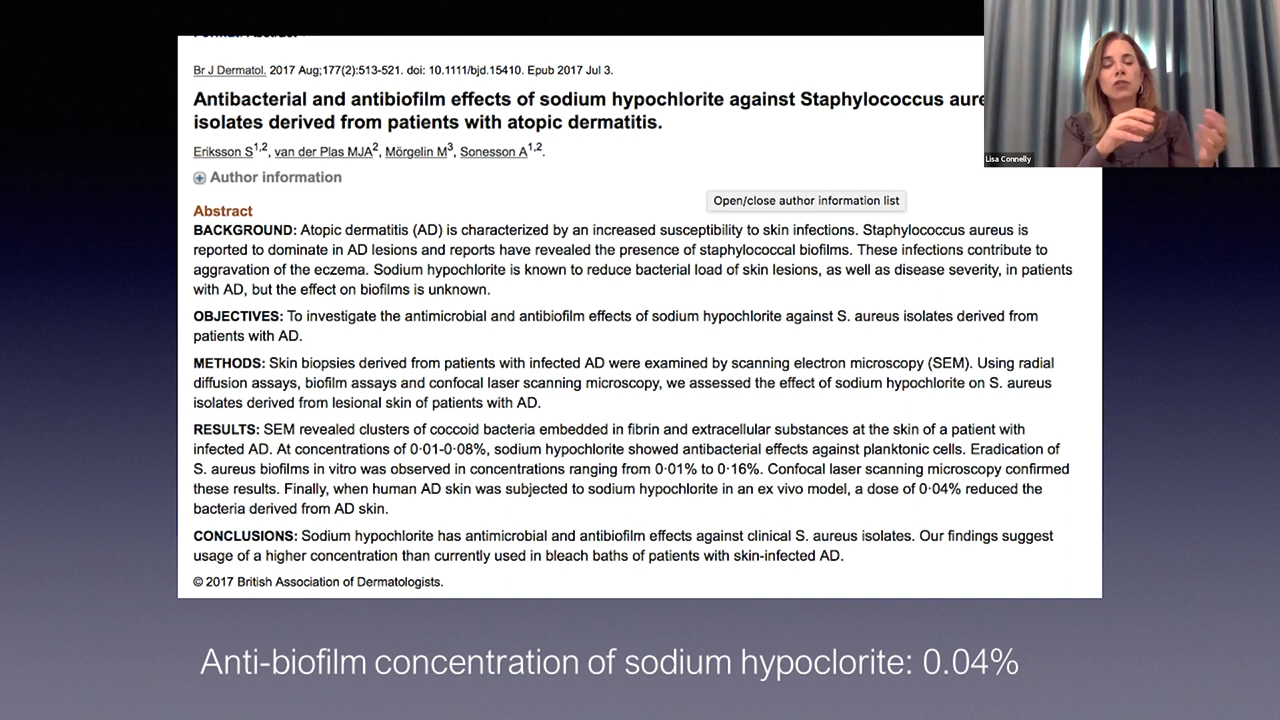 Br J Dermatol. 2017 Aug;177(2):513-521. doi: 10.1111/bjd.15410. Epub 2017 Jul 3.
Antibacterial and antibiofilm effects of sodium hypochlorite against Staphylococcus
isolates derived from patients with atopic dermatitis.
Eriksson S1,2, van der Plas MJA2, Mörgelin M3, Sonesson A1,2.
Author information
Open/close author information list
Abstract
BACKGROUND: Atopic dermatitis (AD) is characterized by an increased susceptibility to skin infections. Staphylococcus aureus is
reported to dominate in AD lesions and reports have revealed the presence of staphylococcal biofilms. These infections contribute to
aggravation of the eczema. Sodium hypochlorite is known to reduce bacterial load of skin lesions, as well as disease severity, in patients
with AD, but the effect on biofilms is unknown.
OBJECTIVES: To investigate the antimicrobial and antibiofilm effects of sodium hypochlorite against S. aureus isolates derived from
patients with AD.
METHODS: Skin biopsies derived from patients with infected AD were examined by scanning electron microscopy (SEM). Using radial
diffusion assays, biofilm assays and confocal laser scanning microscopy, we assessed the effect of sodium hypochlorite on S. aureus
isolates derived from lesional skin of patients with AD.
RESULTS: SEM revealed clusters of coccoid bacteria embedded in fibrin and extracellular substances at the skin of a patient with
infected AD. At concentrations of 0·01-0·08%, sodium hypochlorite showed antibacterial effects against planktonic cells. Eradication of
S. aureus biofilms in vitro was observed in concentrations ranging from 0·01% to 0·16%. Confocal laser scanning microscopy confirmed
these results. Finally, when human AD skin was subjected to sodium hypochlorite in an ex vivo model, a dose of 0·04% reduced the
bacteria derived from AD skin.
CONCLUSIONS: Sodium hypochlorite has antimicrobial and antibiofilm effects against clinical S. aureus isolates. Our findings suggest
usage of a higher concentration than currently used in bleach baths of patients with skin-infected AD.
© 2017 British Association of Dermatologists.
Anti-biofilm concentration of sodium hypoclorite: 0.04%
Lisa Connelly